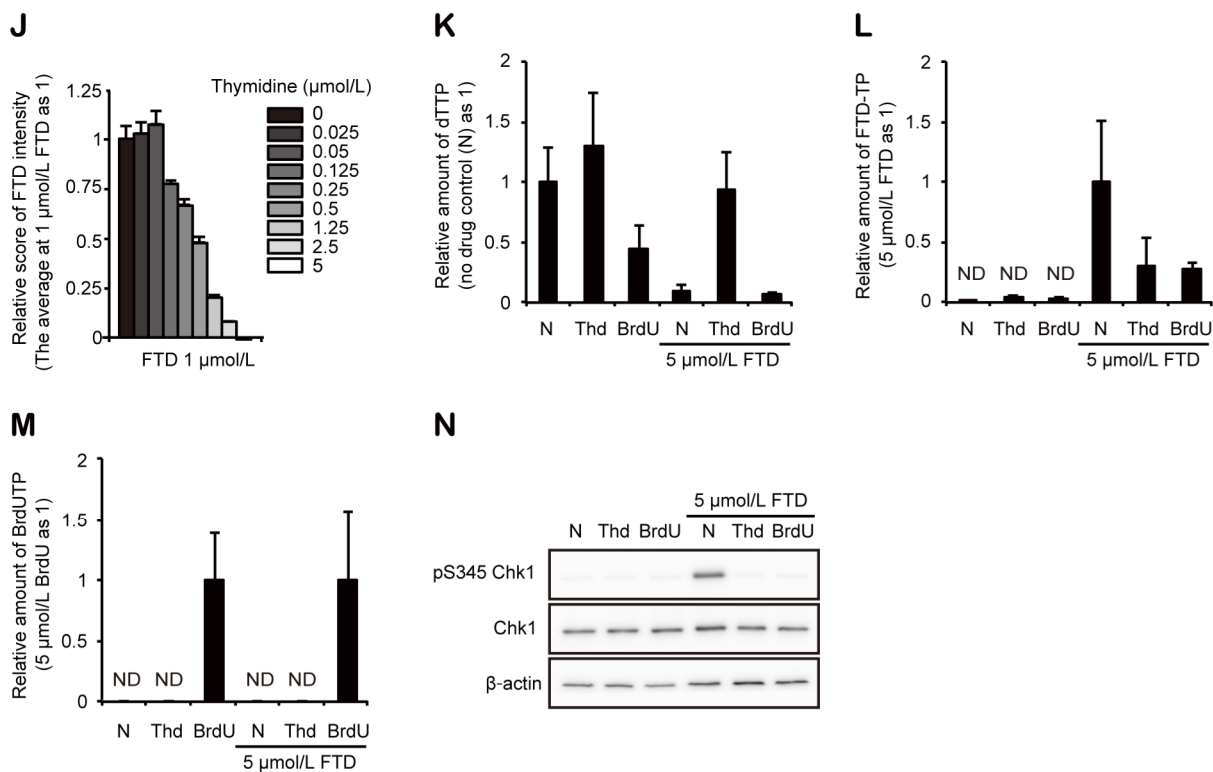 J
Relative score of FTD intensity
(The average at 1 µmol/L FTD as 1)
1.25
1
0.75
0.5
0.25
0
FTD 1 µmol/L
Thymidine (µmol/L)
0
0.025
0.05
0.125
0.25
0.5
1.25
2.5
5
K
Relative amount of dTTP
(no drug control (N) as 1)
2
1.5
1
0.5
0
N Thd BrdU N Thd BrdU
5 µmol/L FTD
L
Relative amount of FTD-TP
(5 µmol/L FTD as 1)
2
1.5
1
0.5
0
ND ND ND
N Thd BrdU N Thd BrdU
5 µmol/L FTD
M
Relative amount of BrdUTP
(5 µmol/L BrdU as 1)
2
1.5
1
0.5
0
ND ND ND ND
N Thd BrdU N Thd BrdU
5 µmol/L FTD
N
5 µmol/L FTD
N Thd BrdU N Thd BrdU
pS345 Chk1
Chk1
β-actin